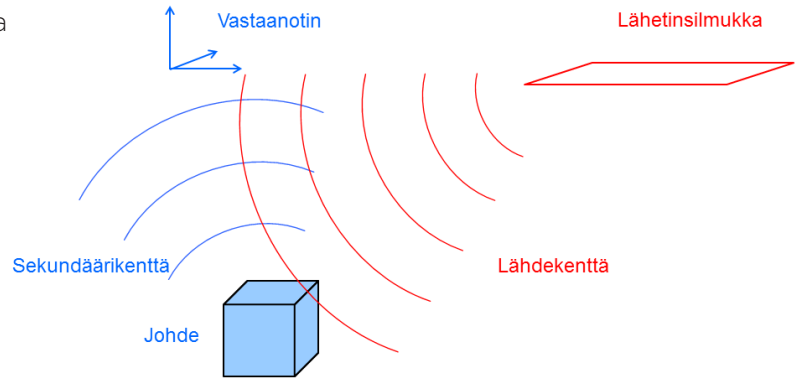 a
Vastaanotin
Lähetinsilmukka
Sekundäärikenttä
Lähdekenttä
Johde